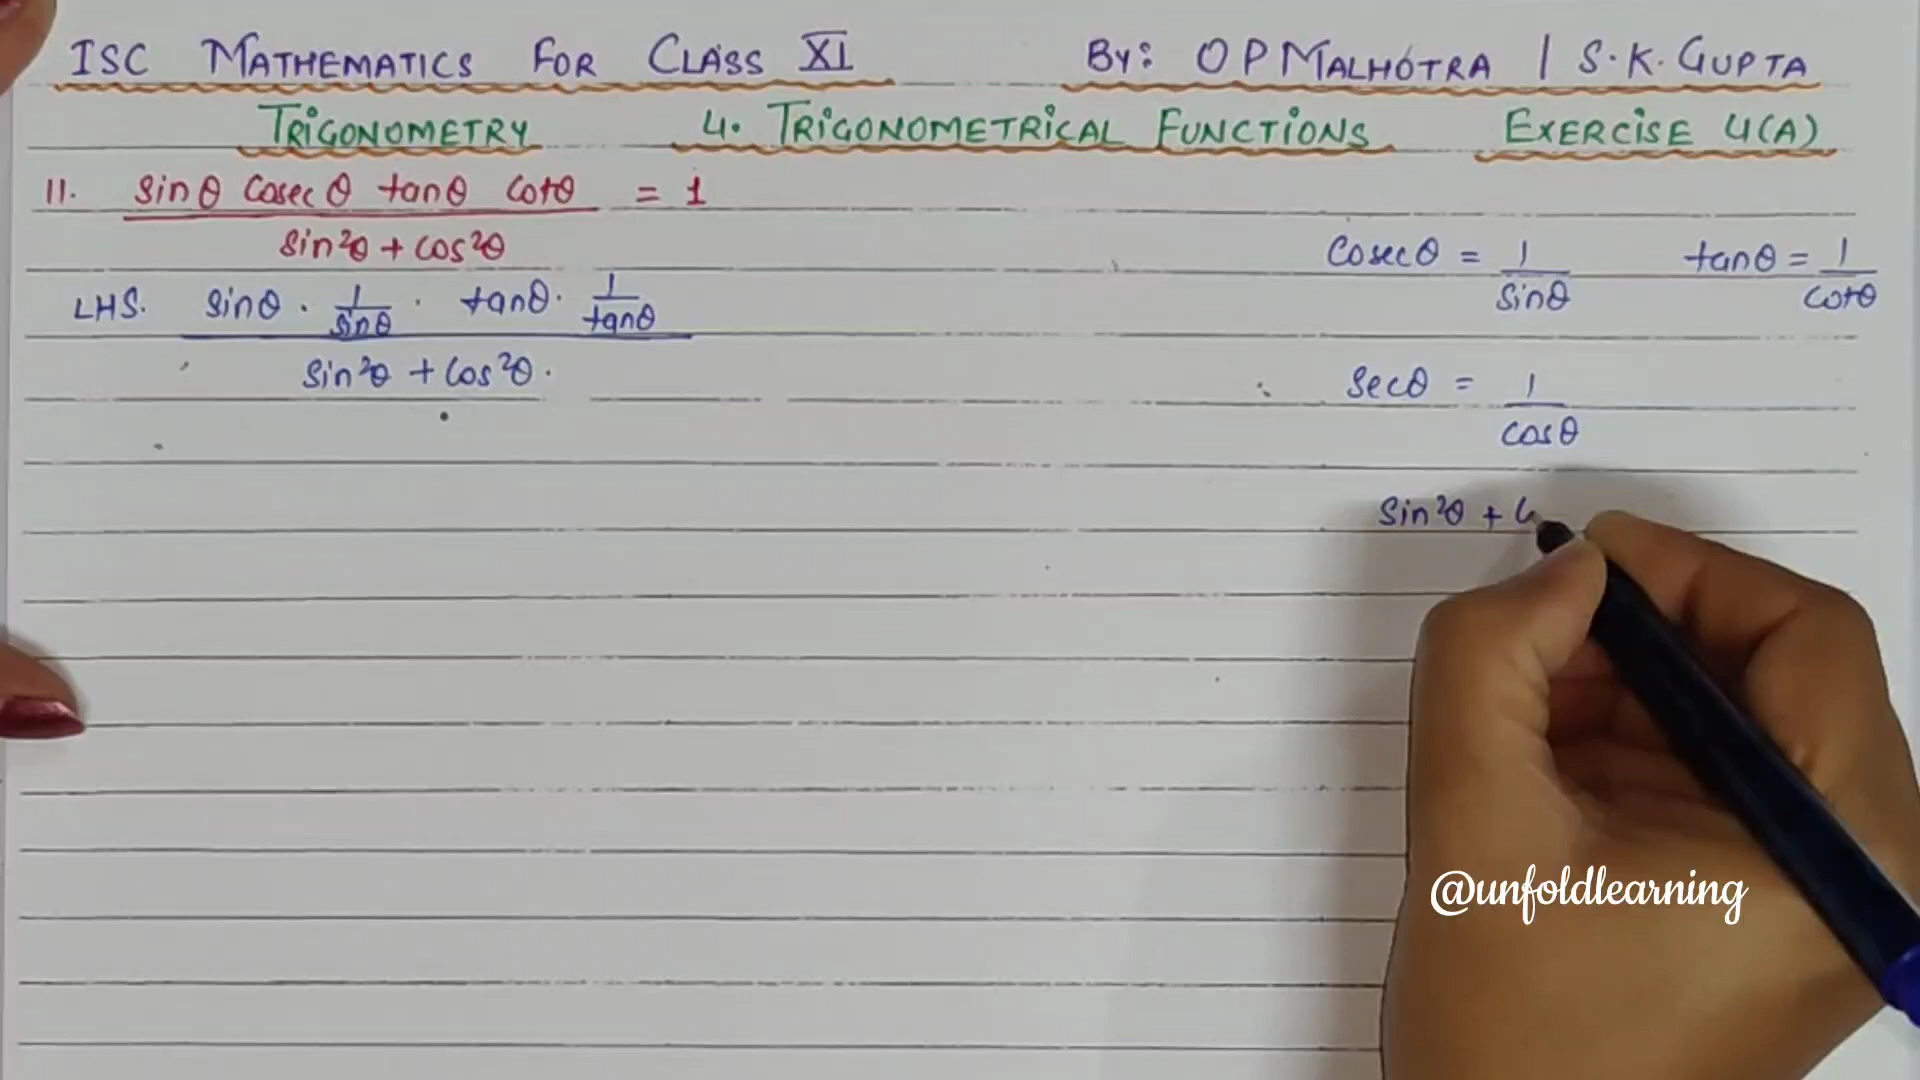 ISC MATHEMATICS FOR CLASS XI BY: O P MALHOTRA | S.K. GUPTA
TRIGONOMETRY 4. TRIGONOMETRICAL FUNCTIONS EXERCISE 4(A)
11. sinθ cosecθ tanθ cotθ = 1
sin²θ + cos²θ
cosecθ = 1/sinθ tanθ = 1/cotθ
LHS. sinθ · 1/sinθ · tanθ · 1/tanθ
sin²θ + cos²θ.
secθ = 1/cosθ
sin²θ +
@unfoldlearning